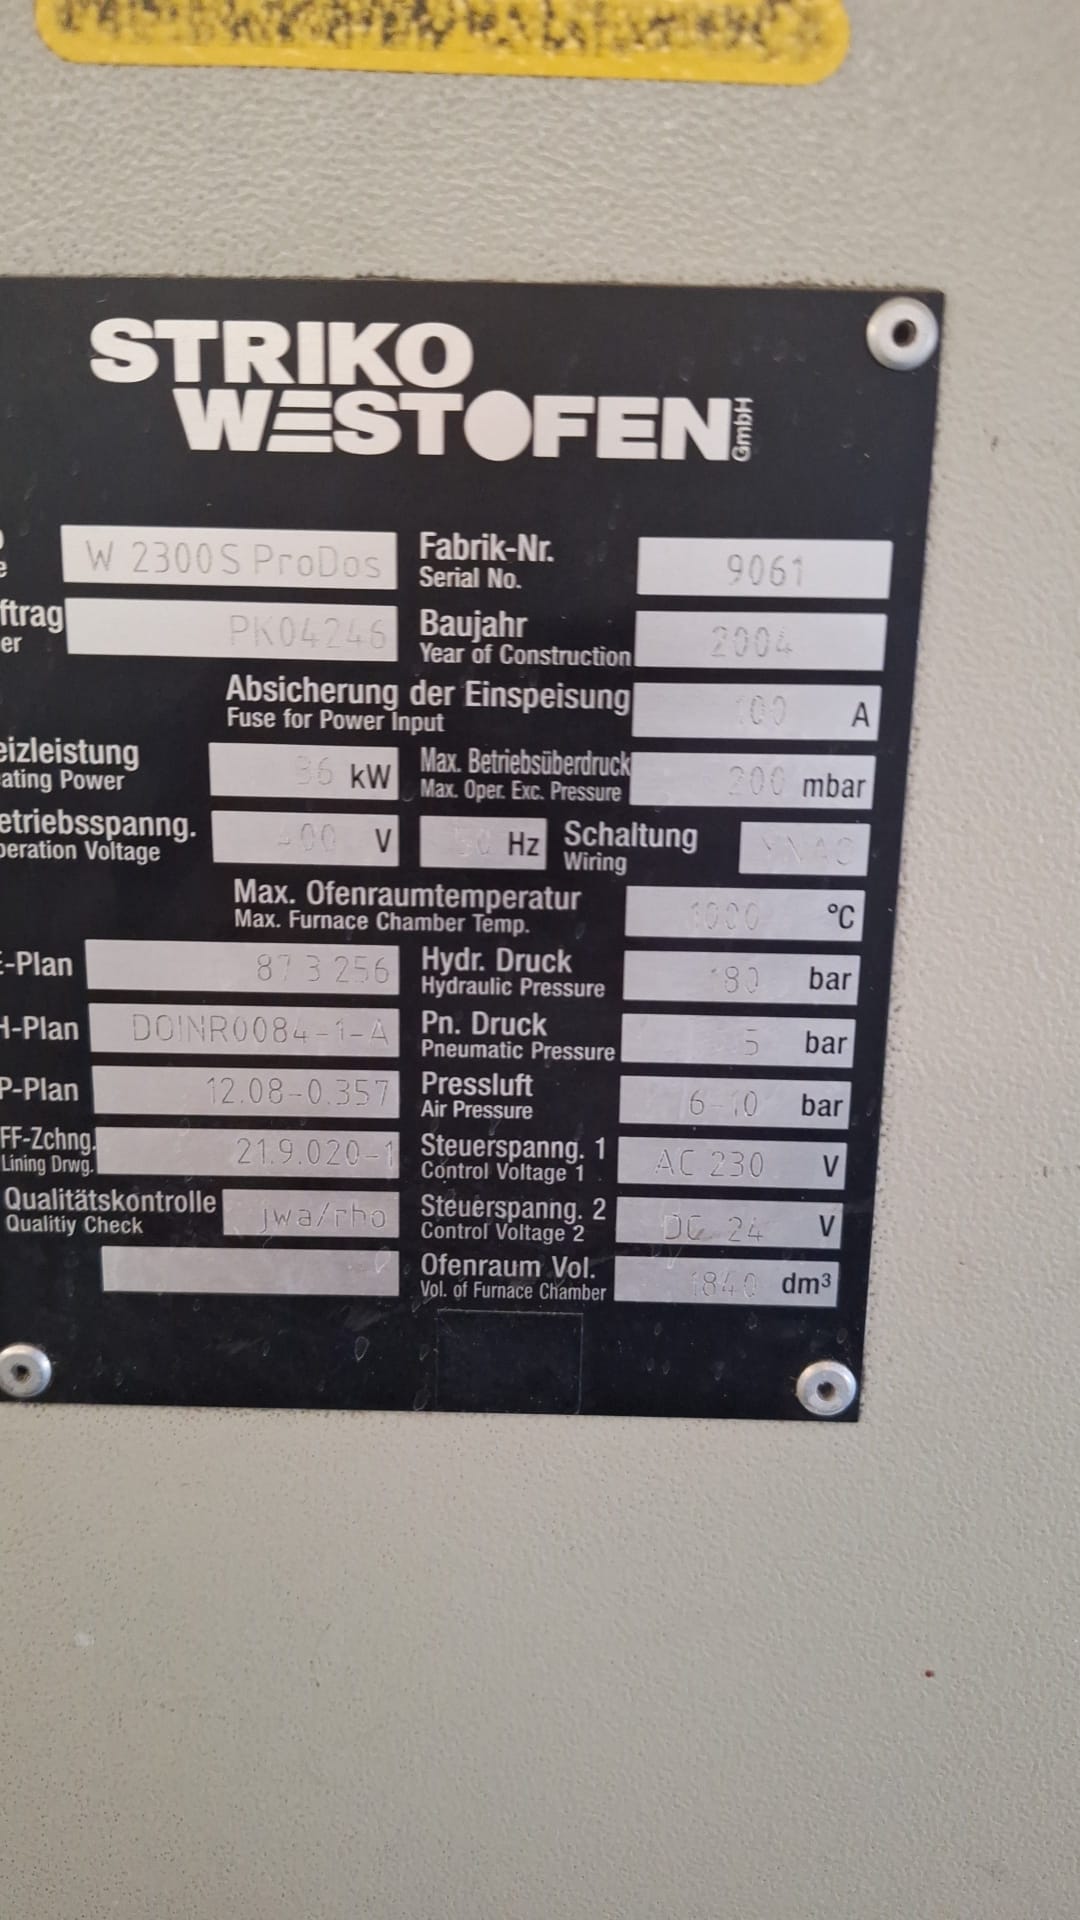 STRIKO
WESTOFEN GmbH
W 2300S ProDos
Fabrik-Nr.
Serial No.
9061
ftrag
er
PK04246
Baujahr
Year of Construction
2004
Absicherung der Einspeisung
Fuse for Power Input
100 A
eizleistung
ating Power
36 kW
Max. Betriebsüberdruck
Max. Oper. Exc. Pressure
200 mbar
etriebsspanng.
peration Voltage
400 V
50 Hz
Schaltung
Wiring
Max. Ofenraumtemperatur
Max. Furnace Chamber Temp.
1000 °C
E-Plan
873256
Hydr. Druck
Hydraulic Pressure
180 bar
H-Plan
DOINR0084-1-A
Pn. Druck
Pneumatic Pressure
5 bar
P-Plan
12.08-0.357
Pressluft
Air Pressure
6-10 bar
FF-Zchng.
Lining Drwg.
21.9.020-1
Steuerspanng. 1
Control Voltage 1
AC 230 V
Qualitätskontrolle
Qualitiy Check
jwa/rho
Steuerspanng. 2
Control Voltage 2
DC 24 V
Ofenraum Vol.
Vol. of Furnace Chamber
1840 dm³